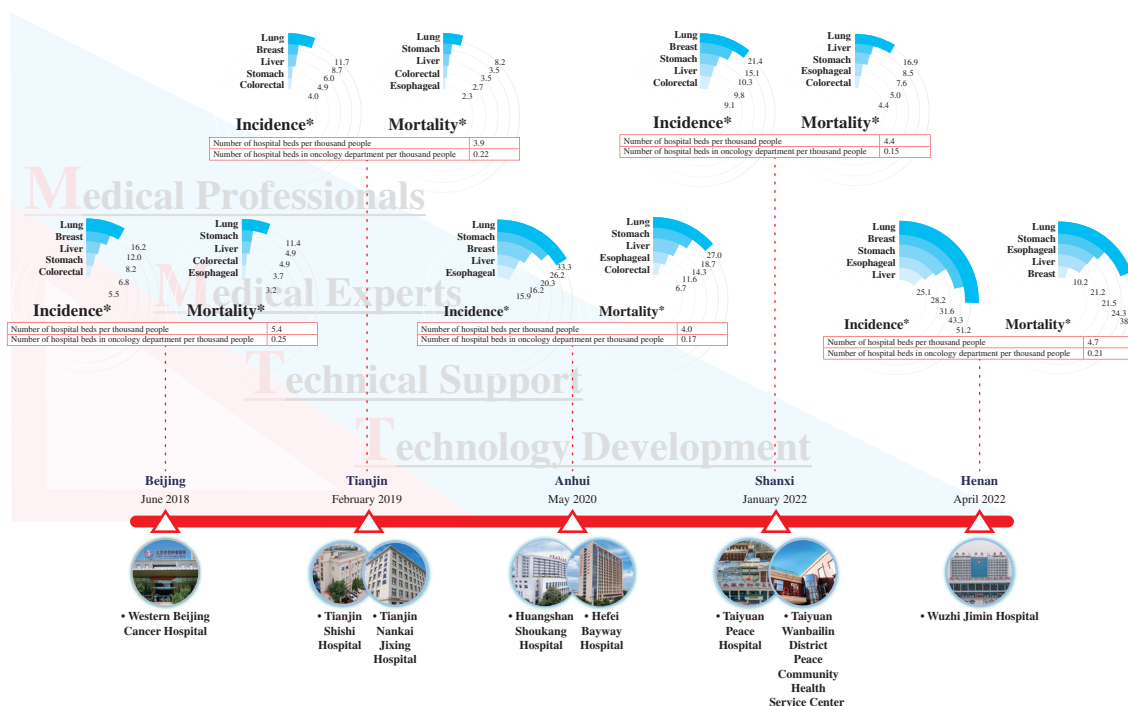 Lung
Breast
Liver
Stomach
Colorectal
11.7
8.7
6.0
4.9
4.0
Incidence*
Lung
Stomach
Liver
Colorectal
Esophageal
8.2
3.5
3.5
2.7
2.3
Mortality*
Number of hospital beds per thousand people 3.9
Number of hospital beds in oncology department per thousand people 0.22
Lung
Breast
Stomach
Liver
Colorectal
21.4
15.1
10.3
9.8
9.1
Incidence*
Lung
Liver
Stomach
Esophageal
Colorectal
16.9
8.5
7.6
5.0
4.4
Mortality*
Number of hospital beds per thousand people 4.4
Number of hospital beds in oncology department per thousand people 0.15
Medical Professionals
Lung
Breast
Liver
Stomach
Colorectal
16.2
12.0
8.2
6.8
5.5
Incidence*
Lung
Stomach
Liver
Colorectal
Esophageal
11.4
4.9
4.9
3.7
3.2
Mortality*
Number of hospital beds per thousand people 5.4
Number of hospital beds in oncology department per thousand people 0.25
Medical Experts
Lung
Stomach
Breast
Liver
Esophageal
33.3
26.2
20.3
16.2
15.9
Incidence*
Lung
Stomach
Liver
Esophageal
Colorectal
27.0
18.7
14.3
11.6
6.7
Mortality*
Number of hospital beds per thousand people 4.0
Number of hospital beds in oncology department per thousand people 0.17
Lung
Breast
Stomach
Esophageal
Liver
25.1
28.2
31.6
43.3
51.2
Incidence*
Lung
Stomach
Esophageal
Liver
Breast
10.2
21.2
21.5
24.3
38
Mortality*
Number of hospital beds per thousand people 4.7
Number of hospital beds in oncology department per thousand people 0.21
Technical Support
Technology Development
Beijing
June 2018
Tianjin
February 2019
Anhui
May 2020
Shanxi
January 2022
Henan
April 2022
• Western Beijing
Cancer Hospital
• Tianjin
Shishi
Hospital
• Tianjin
Nankai
Jixing
Hospital
• Huangshan
Shoukang
Hospital
• Hefei
Bayway
Hospital
• Taiyuan
Peace
Hospital
• Taiyuan
Wanbailin
District
Peace
Community
Health
Service Center
• Wuzhi Jimin Hospital